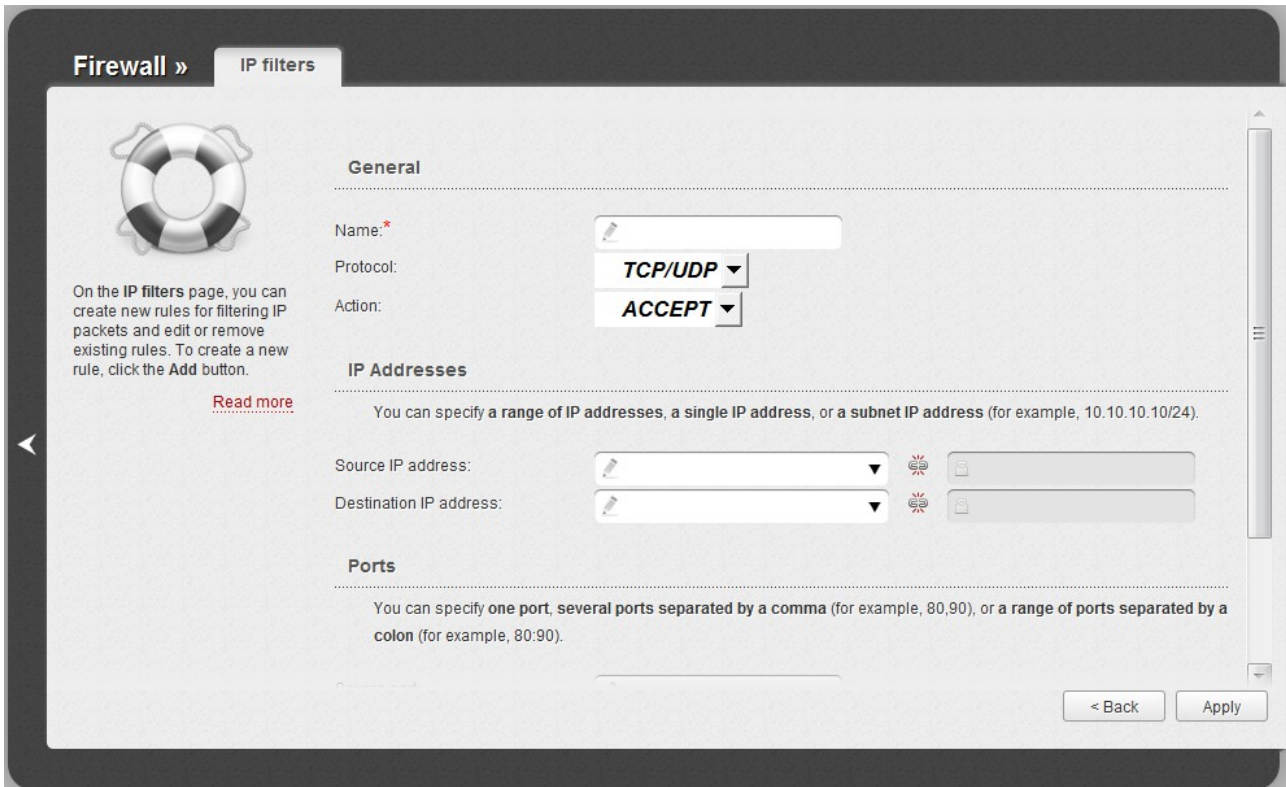 Firewall »
IP filters
On the IP filters page, you can
create new rules for filtering IP
packets and edit or remove
existing rules. To create a new
rule, click the Add button.
Read more
General
Name:*
Protocol:
TCP/UDP
Action:
ACCEPT
IP Addresses
You can specify a range of IP addresses, a single IP address, or a subnet IP address (for example, 10.10.10.10/24).
Source IP address:
Destination IP address:
Ports
You can specify one port, several ports separated by a comma (for example, 80,90), or a range of ports separated by a
colon (for example, 80:90).
< Back
Apply